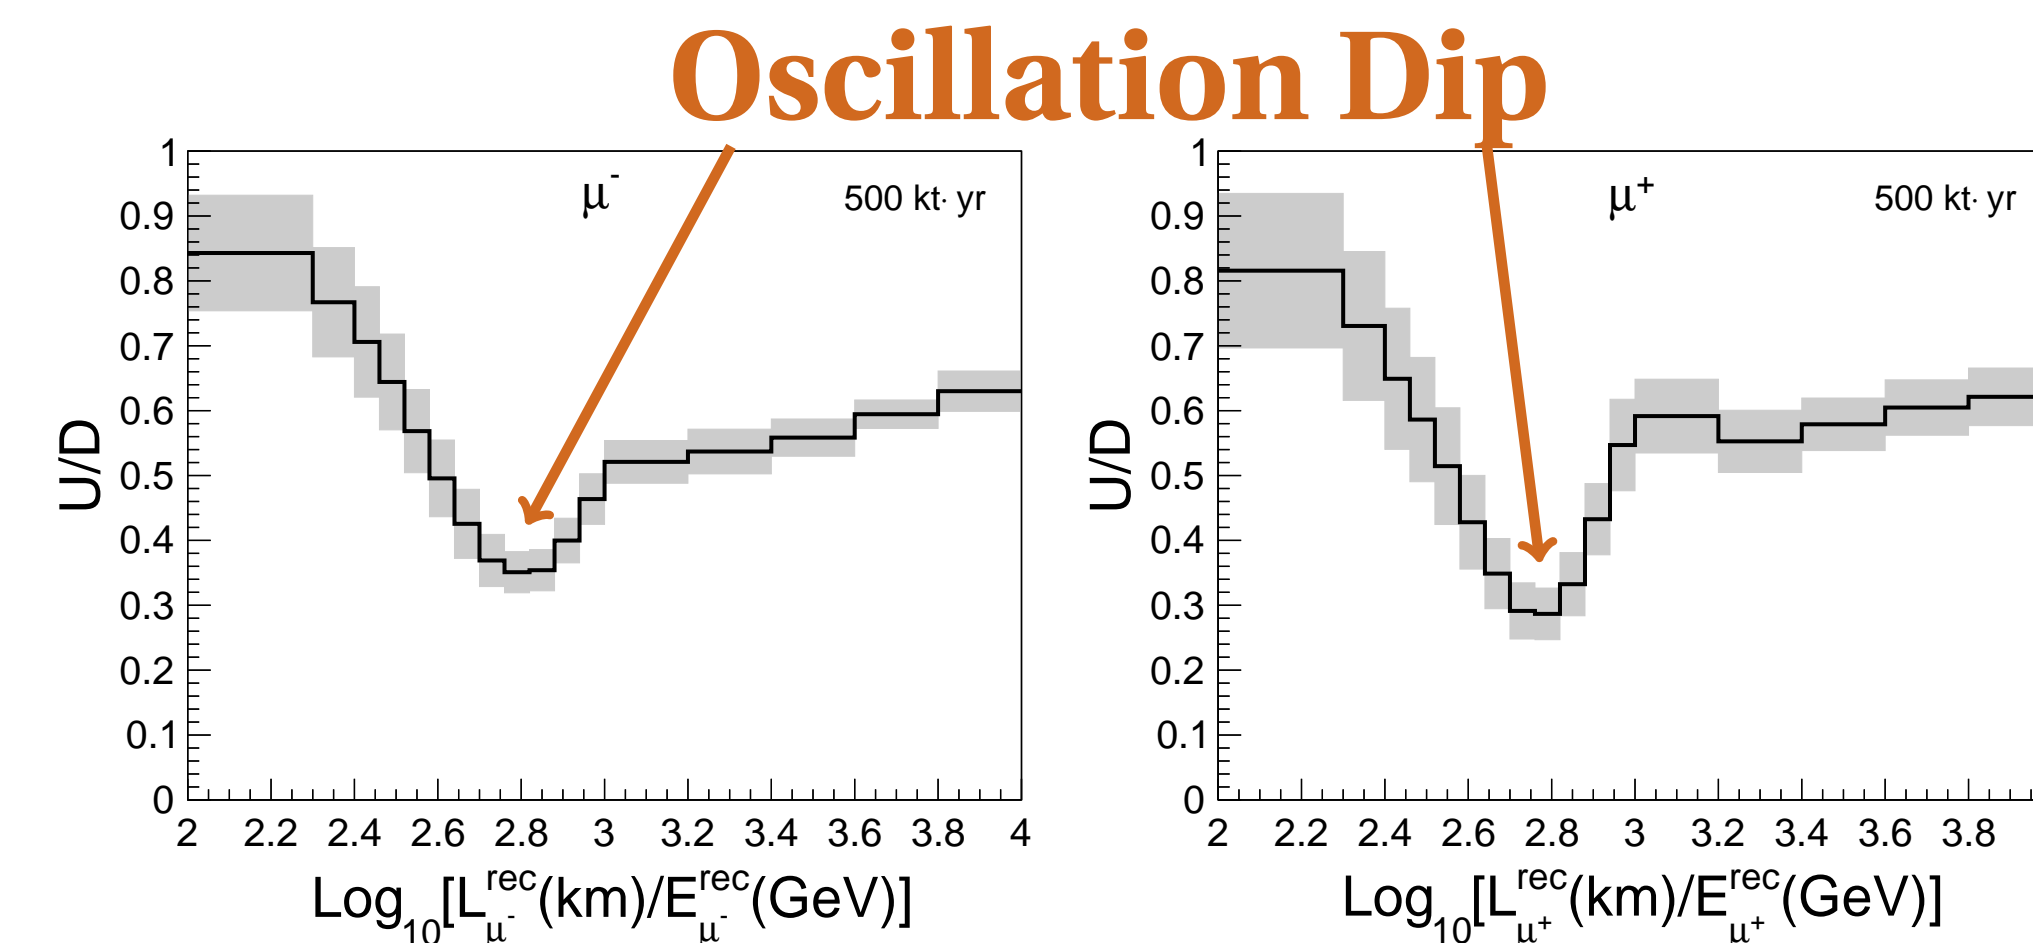 Oscillation Dip
μ⁻ 500 kt· yr
U/D
1
0.9
0.8
0.7
0.6
0.5
0.4
0.3
0.2
0.1
0
2 2.2 2.4 2.6 2.8 3 3.2 3.4 3.6 3.8 4
Log₁₀[L^rec_μ⁻(km)/E^rec_μ⁻(GeV)]
μ⁺ 500 kt· yr
U/D
1
0.9
0.8
0.7
0.6
0.5
0.4
0.3
0.2
0.1
0
2 2.2 2.4 2.6 2.8 3 3.2 3.4 3.6 3.8
Log₁₀[L^rec_μ⁺(km)/E^rec_μ⁺(GeV)]